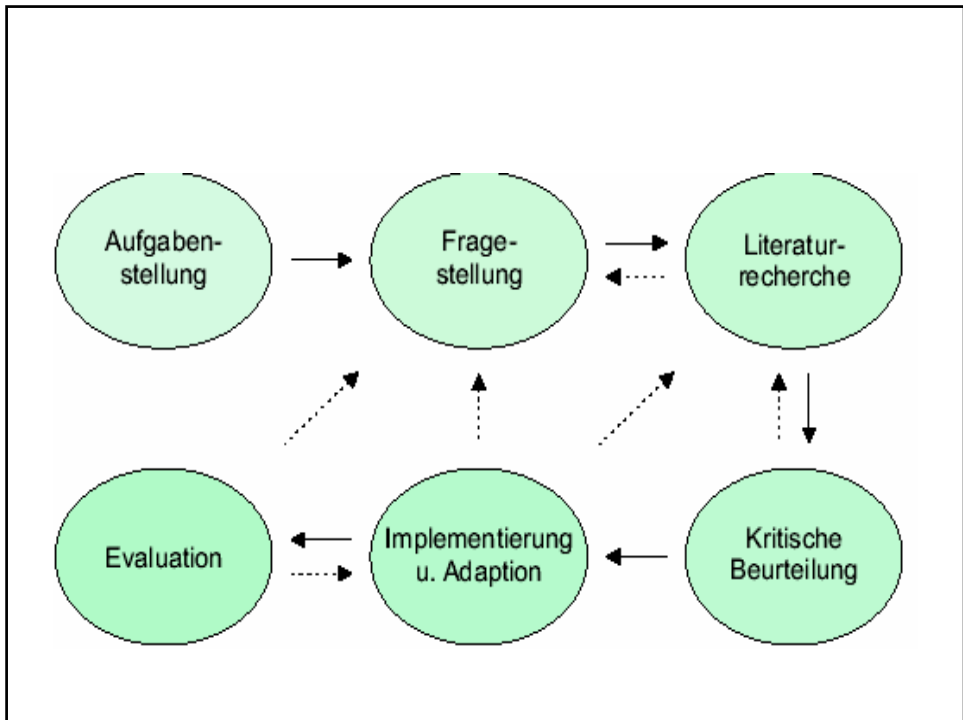 Aufgaben-
stellung
Frage-
stellung
Literatur-
recherche
Evaluation
Implementierung
u. Adaption
Kritische
Beurteilung